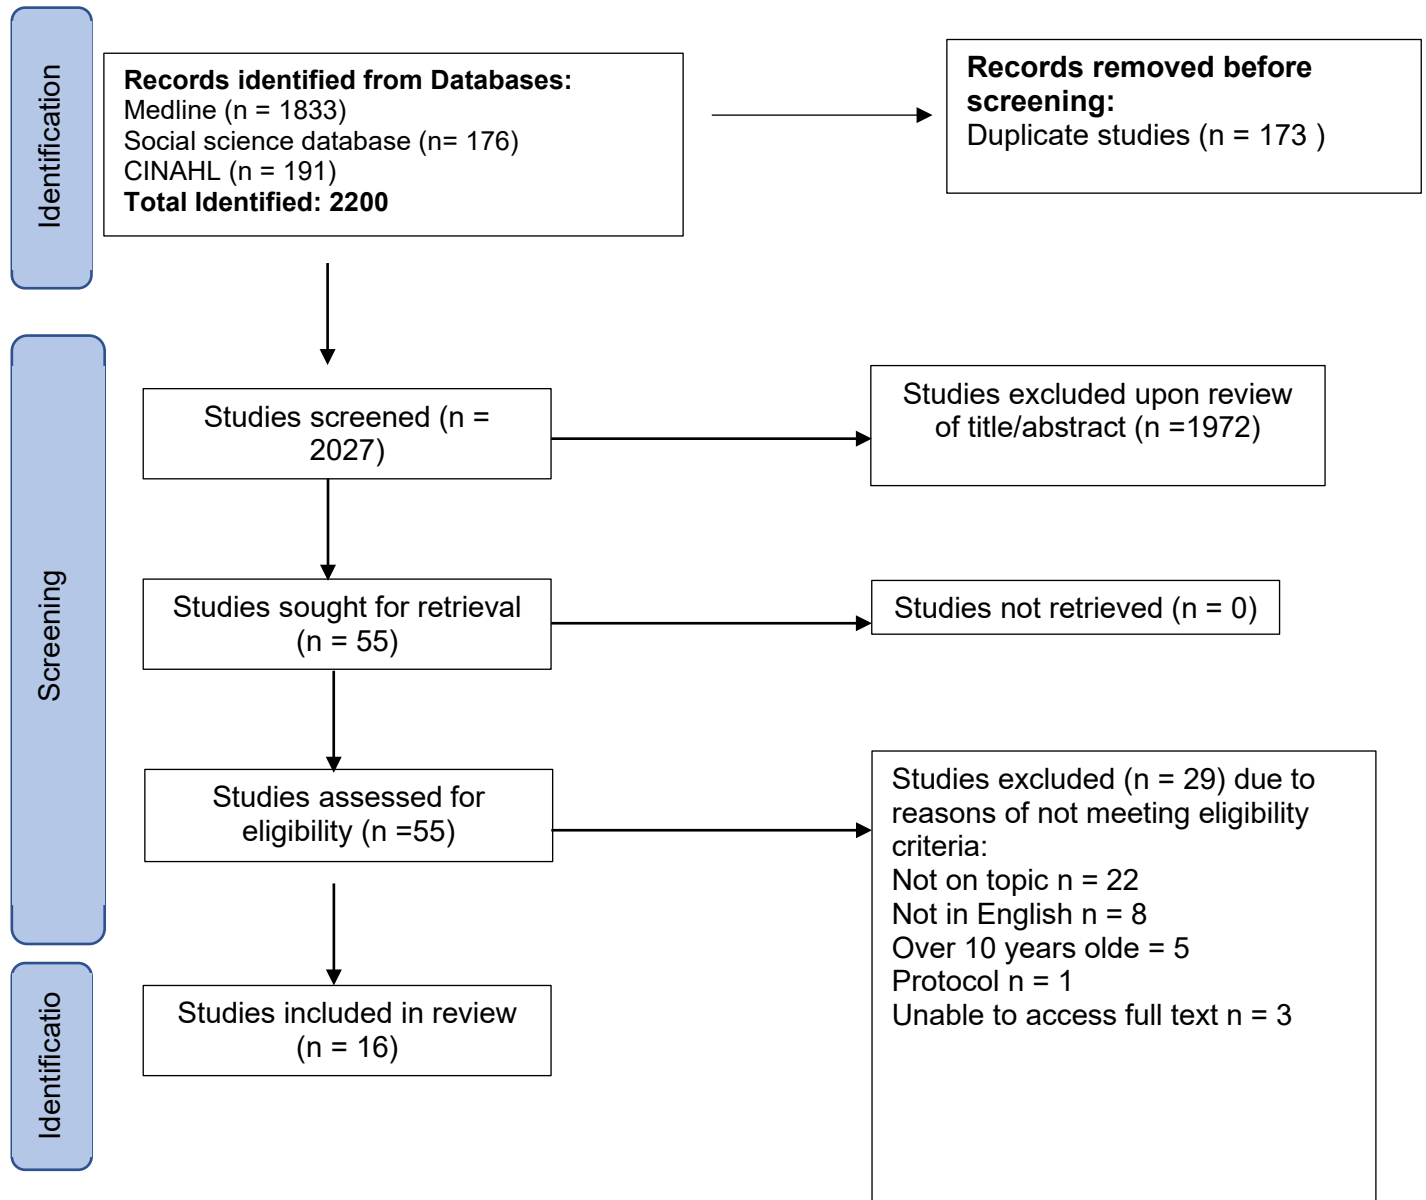 Identification
Records identified from Databases:
Medline (n = 1833)
Social science database (n= 176)
CINAHL (n = 191)
Total Identified: 2200
Records removed before
screening:
Duplicate studies (n = 173 )
Screening
Studies screened (n =
2027)
Studies excluded upon review
of title/abstract (n =1972)
Studies sought for retrieval
(n = 55)
Studies not retrieved (n = 0)
Studies assessed for
eligibility (n =55)
Studies excluded (n = 29) due to
reasons of not meeting eligibility
criteria:
Not on topic n = 22
Not in English n = 8
Over 10 years olde = 5
Protocol n = 1
Unable to access full text n = 3
Identificatio
Studies included in review
(n = 16)